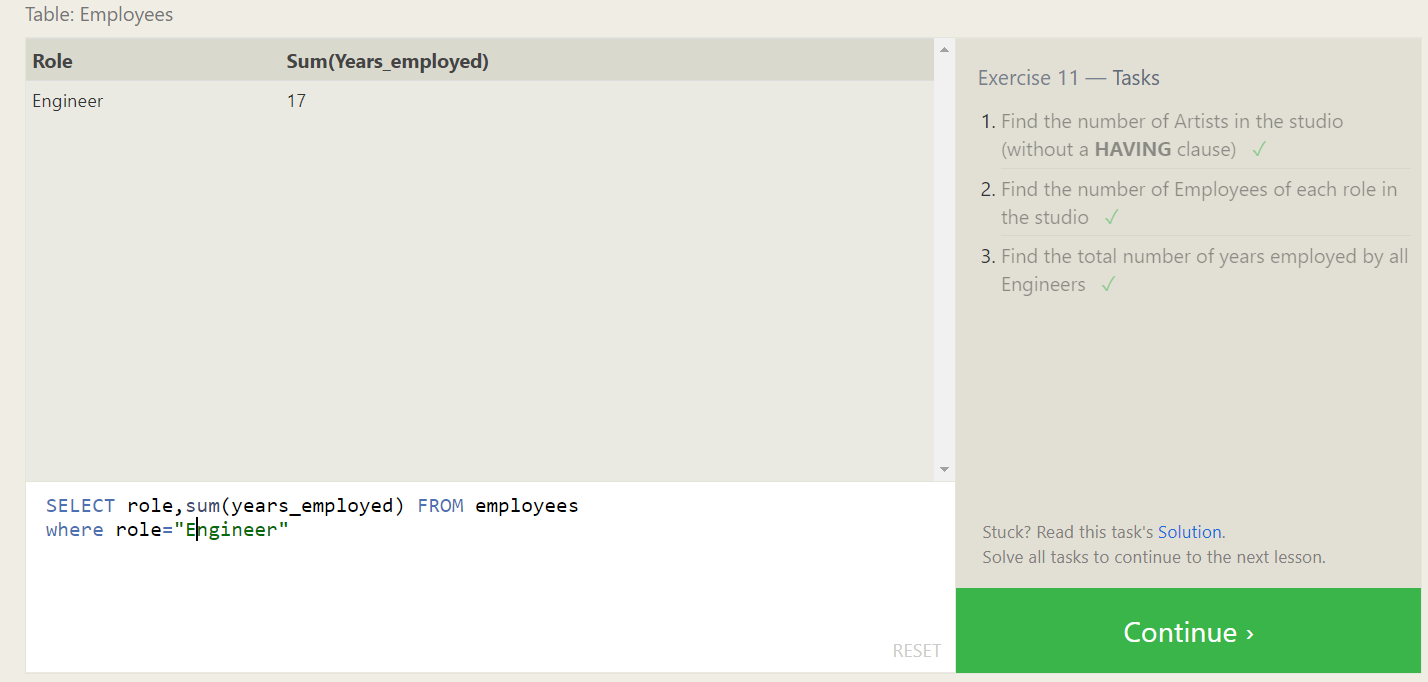 Table: Employees
Role Sum(Years_employed)
Engineer 17
SELECT role,sum(years_employed) FROM employees
where role="Engineer"
RESET
Exercise 11 — Tasks
1. Find the number of Artists in the studio
(without a HAVING clause) ✓
2. Find the number of Employees of each role in
the studio ✓
3. Find the total number of years employed by all
Engineers ✓
Stuck? Read this task's Solution.
Solve all tasks to continue to the next lesson.
Continue ›